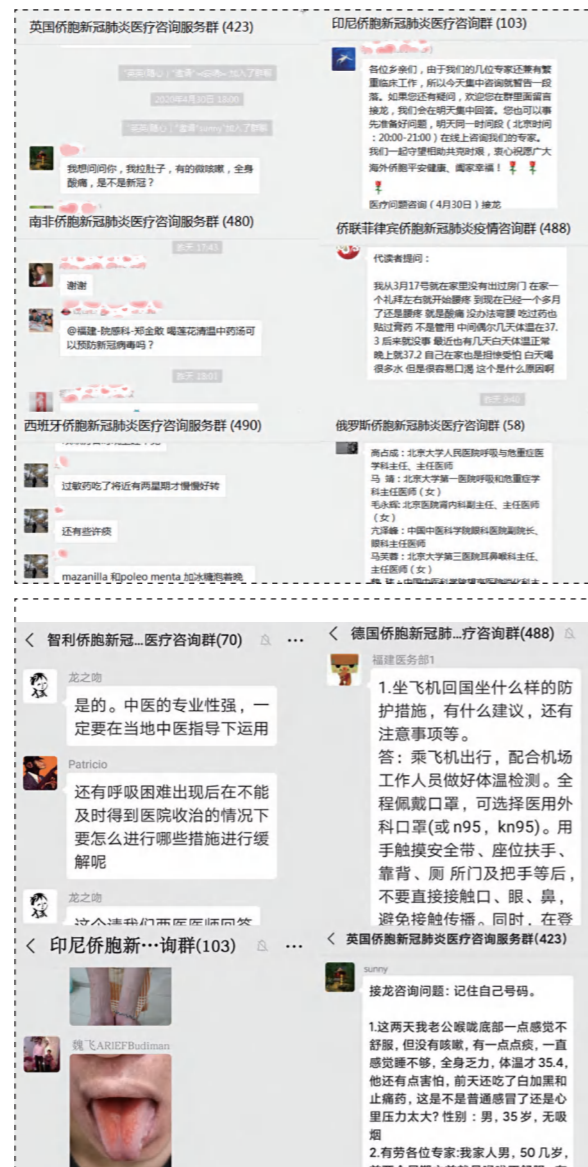 英国侨胞新冠肺炎医疗咨询服务群 (423)
2020年4月30日 18:00
我想问问你，我拉肚子，有的微咳嗽，全身
酸痛，是不是新冠？
印尼侨胞新冠肺炎医疗咨询群 (103)
各位乡亲们，由于我们的几位专家还兼有繁
重临床工作，所以今天集中咨询就暂告一段
落。如果您还有疑问，欢迎您在群里面留言
接龙，我们会在明天集中回答。您也可以事
先准备好问题，明天同一时间段（北京时间
：20:00-21:00）在线上咨询我们的专家。
我们一起守望相助共克时艰，衷心祝愿广大
海外侨胞平安健康、阖家幸福！
医疗问题咨询（4月30日）接龙
南非侨胞新冠肺炎医疗咨询服务群 (480)
昨天 17:45
谢谢
@福建-院感科-郑金敢 喝莲花清温中药场可
以预防新冠病毒吗？
昨天 18:01
侨联菲律宾侨胞新冠肺炎疫情咨询群 (488)
代读者提问：
我从3月17号就在家里没有出过房门 在家一
个礼拜左右就开始腰疼 到现在已经一个多月
了还是腰疼 就是酸痛 没办法弯腰 吃过药也
贴过膏药 不是管用 中间偶尔几天体温在37.
3 后来就没事 最近也有几天白天体温正常
晚上就37.2 自己在家也是担惊受怕 白天喝
很多水 但是很容易口渴 这个是什么原因啊
昨天 9:40
西班牙侨胞新冠肺炎医疗咨询服务群 (490)
过敏药吃了将近有两星期才慢慢好转
还有些许痰
mazanilla 和poleo menta 加冰糖泡着晚
俄罗斯侨胞新冠肺炎医疗咨询群 (58)
高占成：北京大学人民医院呼吸与危重症医
学科主任、主任医师
马 靖：北京大学第一医院呼吸和危重症学
科主任医师（女）
毛永辉: 北京医院肾内科副主任、主任医师
（女）
亢泽峰：中国中医科学院眼科医院副院长、
眼科主任医师
马芙蓉：北京大学第三医院耳鼻喉科主任、
主任医师（女）
智利侨胞新冠...医疗咨询群(70)
龙之吻
是的。中医的专业性强，一
定要在当地中医指导下运用
Patricio
还有呼吸困难出现后在不能
及时得到医院收治的情况下
要怎么进行哪些措施进行缓
解呢
龙之吻
这个请我们西医医师回答
德国侨胞新冠肺...疗咨询群(488)
福建医务部1
1.坐飞机回国坐什么样的防
护措施，有什么建议，还有
注意事项等。
答：乘飞机出行，配合机场
工作人员做好体温检测。全
程佩戴口罩，可选择医用外
科口罩(或 n95，kn95)。用
手触摸安全带、座位扶手、
靠背、厕 所门及把手等后，
不要直接接触口、眼、鼻，
避免接触传播。同时，在登
印尼侨胞新…询群(103)
魏飞ARIEFBudiman
英国侨胞新冠肺炎医疗咨询服务群(423)
sunny
接龙咨询问题: 记住自己号码。
1.这两天我老公喉咙底部一点感觉不
舒服，但没有咳嗽，有一点点痰，一直
感觉睡不够，全身乏力，体温才 35.4，
他还有点害怕，前天还吃了白加黑和
止痛药，这是不是普通感冒了还是心
里压力太大? 性别：男，35 岁，无吸
烟
2.有劳各位专家:我家人男，50 几岁，